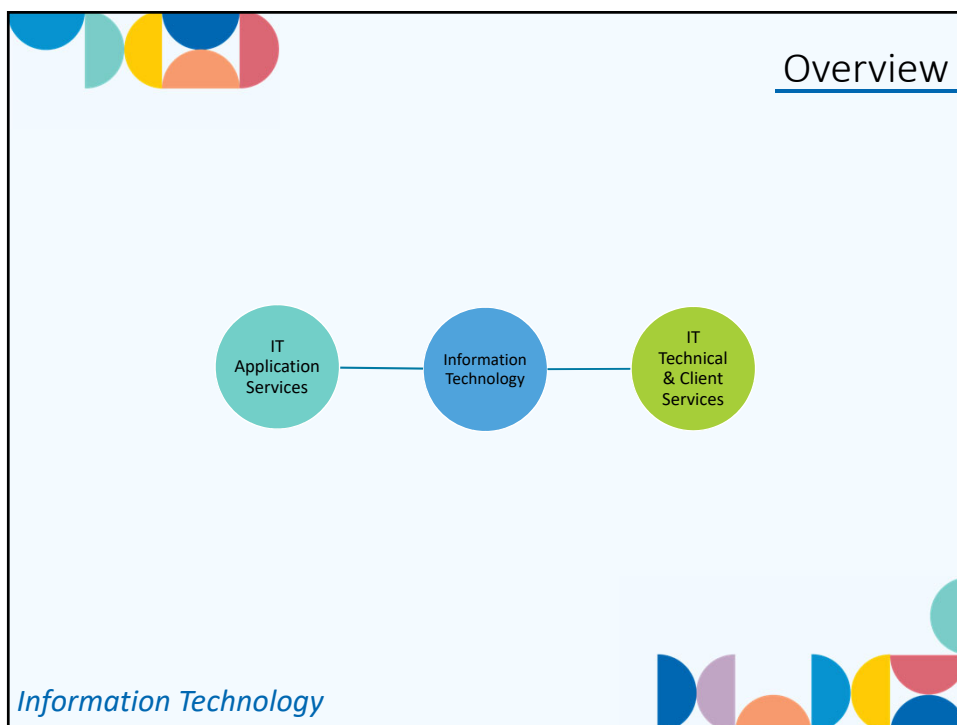 Overview
IT
Application
Services
Information
Technology
IT
Technical
& Client
Services
Information Technology